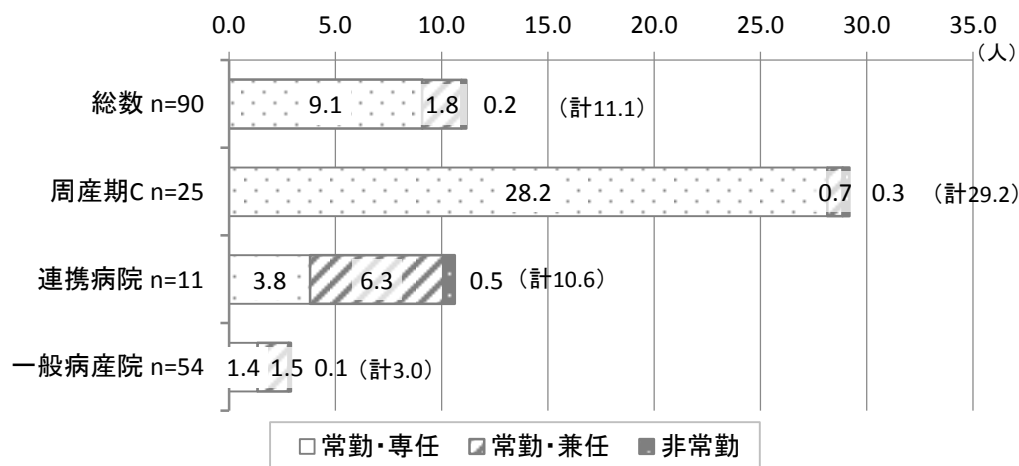 0.0 5.0 10.0 15.0 20.0 25.0 30.0 35.0
(人)
総数 n=90 9.1 1.8 0.2 (計11.1)
周産期C n=25 28.2 0.7 0.3 (計29.2)
連携病院 n=11 3.8 6.3 0.5 (計10.6)
一般病産院 n=54 1.4 1.5 0.1 (計3.0)
常勤・専任 常勤・兼任 非常勤